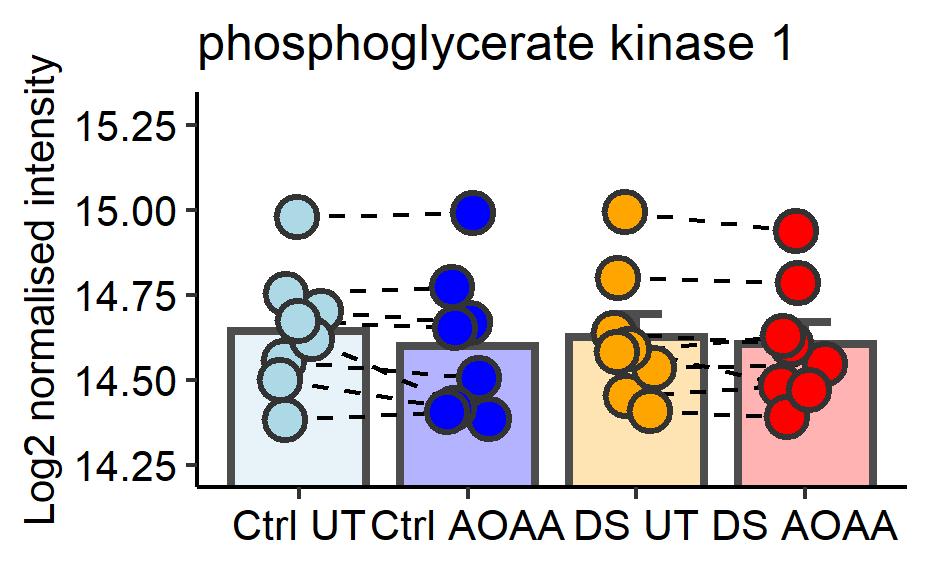 phosphoglycerate kinase 1
Log2 normalised intensity
15.25
15.00
14.75
14.50
14.25
Ctrl UT Ctrl AOAA DS UT DS AOAA